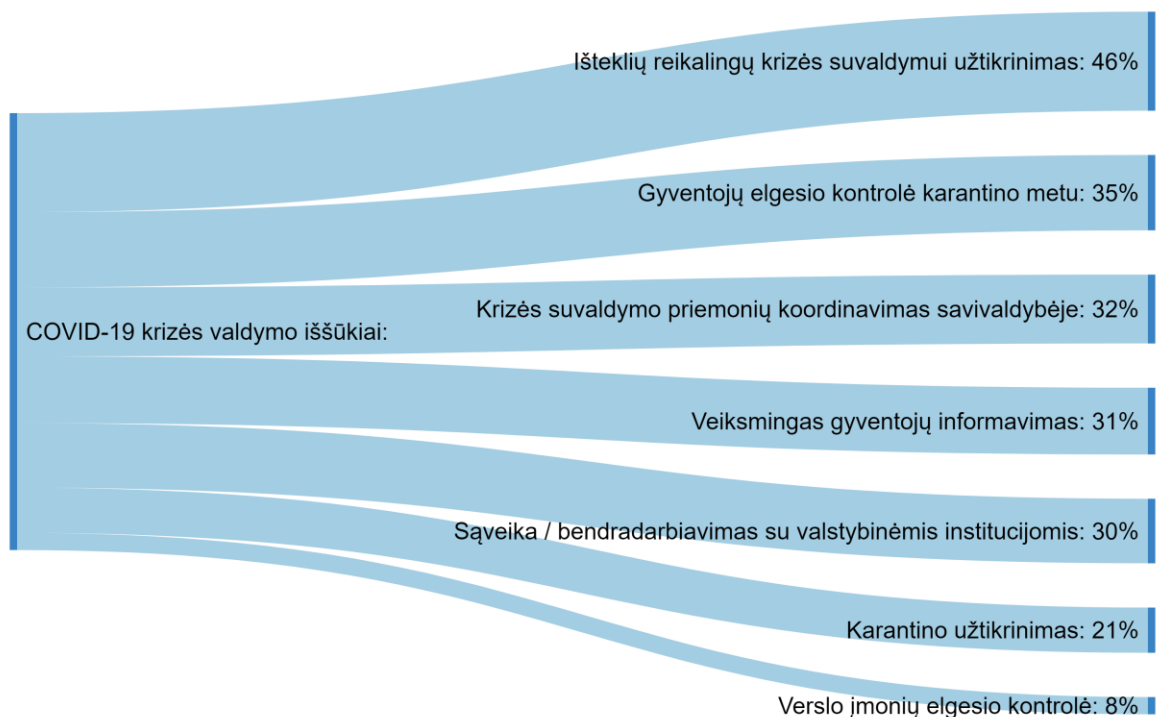 Išteklių reikalingų krizės suvaldymui užtikrinimas: 46%
Gyventojų elgesio kontrolė karantino metu: 35%
Krizės suvaldymo priemonių koordinavimas savivaldybėje: 32%
COVID-19 krizės valdymo iššūkiai:
Veiksmingas gyventojų informavimas: 31%
Sąveika / bendradarbiavimas su valstybinėmis institucijomis: 30%
Karantino užtikrinimas: 21%
Verslo įmonių elgesio kontrolė: 8%